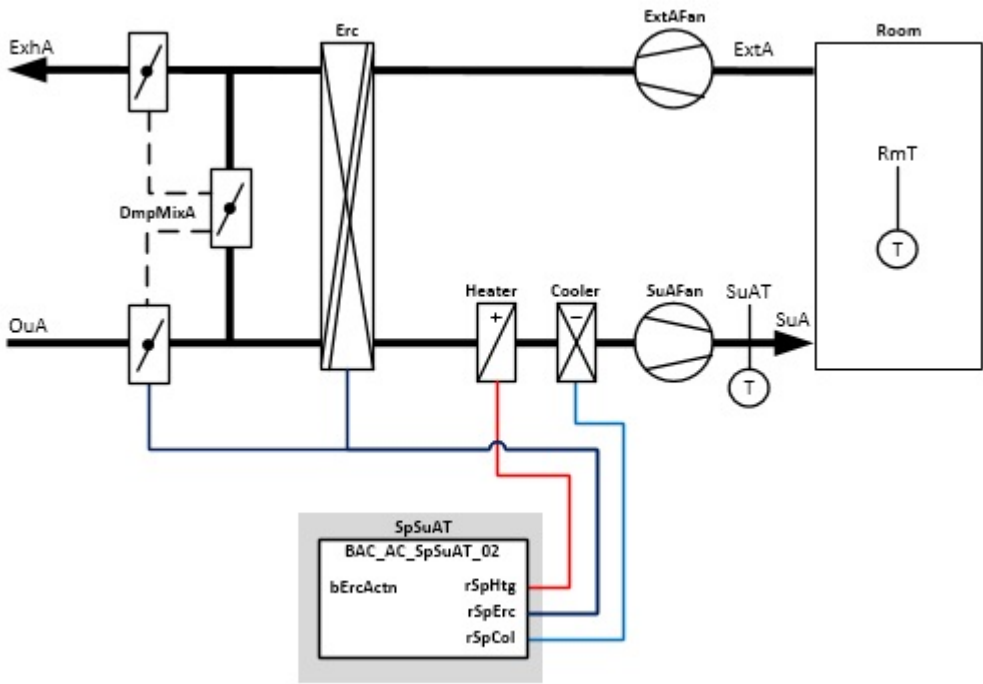 ExtAFan
Erc
Room
ExhA
ExtA
RmT
T
DmpMixA
Heater
Cooler
SuAFan
SuAT
OuA
+
−
SuA
T
SpSuAT
BAC_AC_SpSuAT_02
bErcActn
rSpHtg
rSpErc
rSpCol